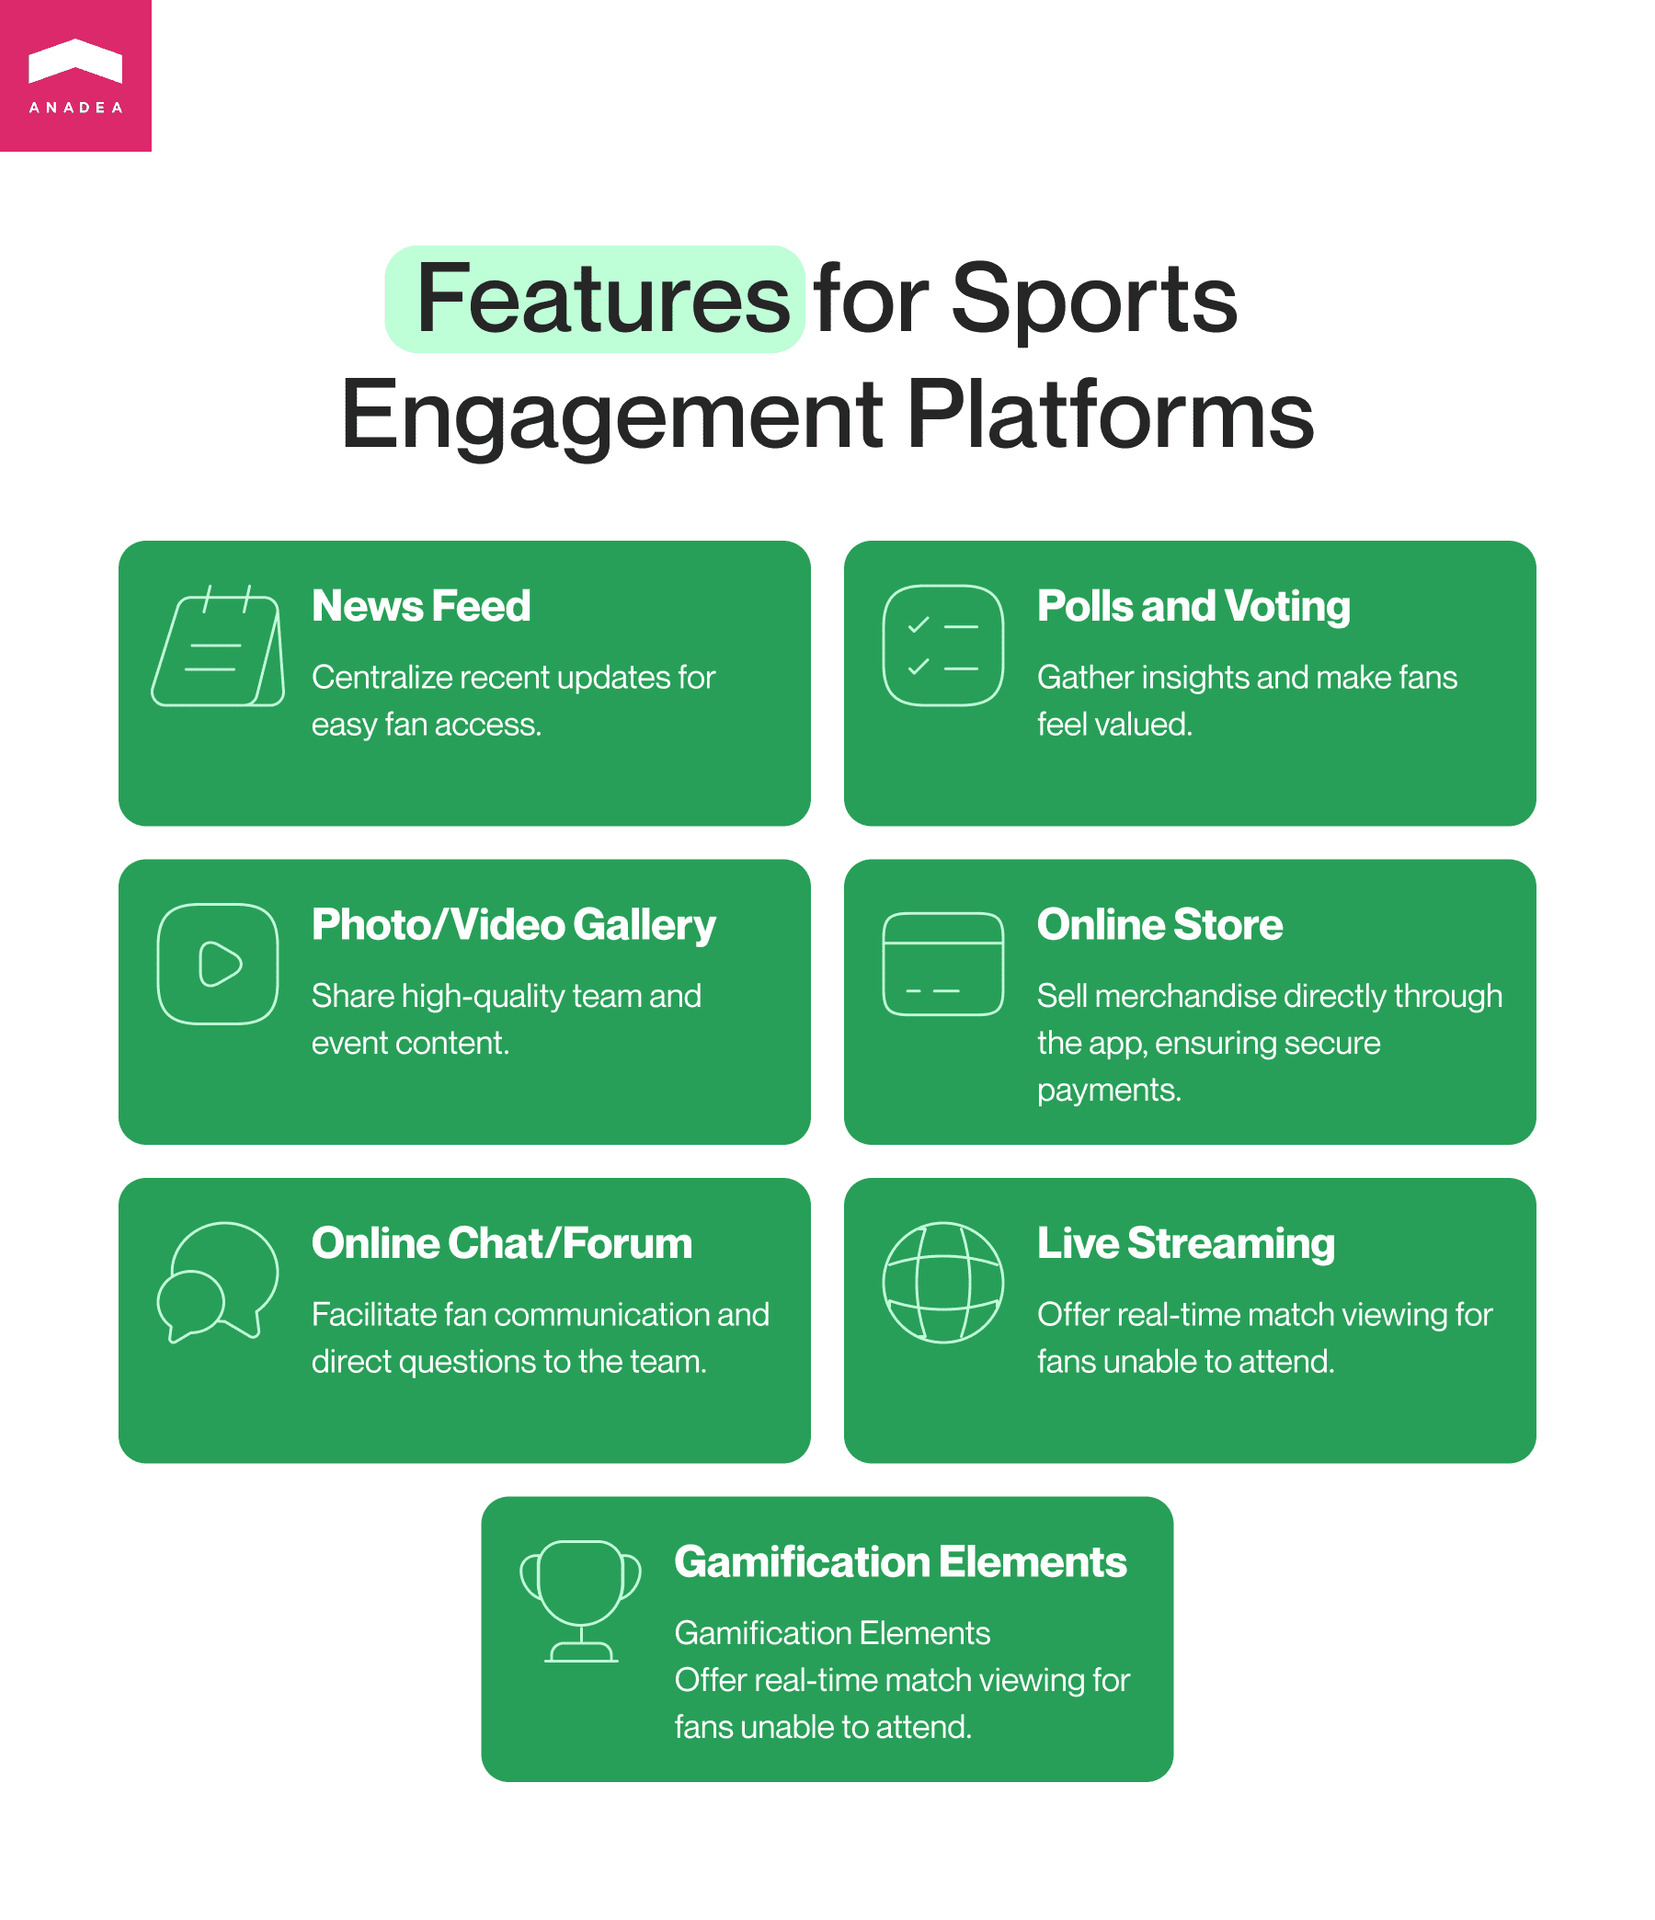 ANADEA
Features for Sports
Engagement Platforms
News Feed
Centralize recent updates for
easy fan access.
Polls and Voting
Gather insights and make fans
feel valued.
Photo/Video Gallery
Share high-quality team and
event content.
Online Store
Sell merchandise directly through
the app, ensuring secure
payments.
Online Chat/Forum
Facilitate fan communication and
direct questions to the team.
Live Streaming
Offer real-time match viewing for
fans unable to attend.
Gamification Elements
Gamification Elements
Offer real-time match viewing for
fans unable to attend.